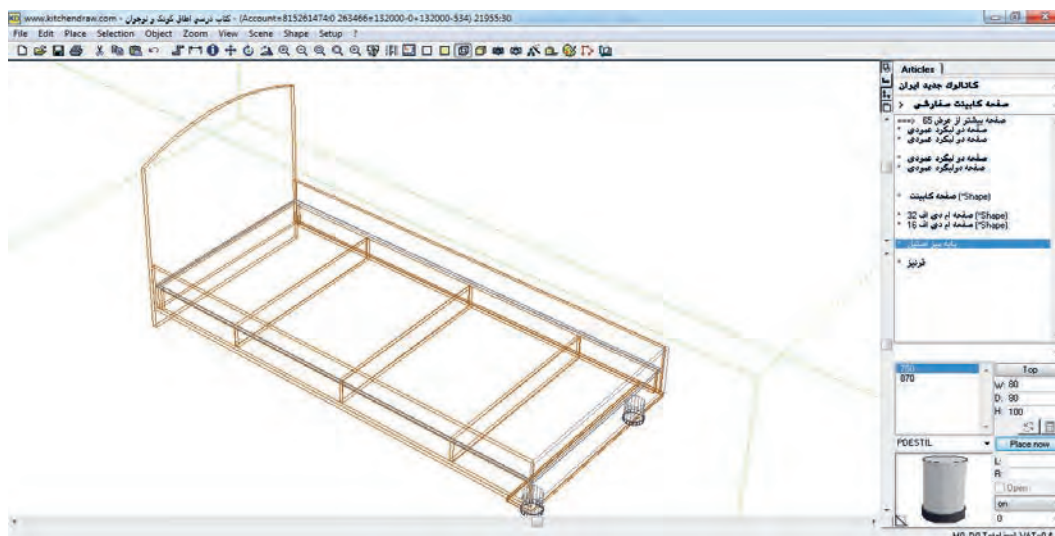 www.kitchendraw.com - کتاب درسی اطاق کودک و نوجوان - (Account=815261474:0 263466=132000-0+132000-534) 21955:30
File Edit Place Selection Object Zoom View Scene Shape Setup ?
Articles
کاتالوگ جدید ایران
صفحه کابینت سفارشی >
صفحه بیشتر از عرض 65 <===
* صفحه دو لبگرد عمودی
* صفحه دو لبگرد عمودی
* صفحه دو لبگرد عمودی
* صفحه دولبگرد عمودی
* صفحه کابینت (*Shape)
* صفحه ام دی اف 32 (*Shape)
* صفحه ام دی اف 16 (*Shape)
* پایه میز استیل
* قرنیز
870
Top
W: 80
D: 80
H: 100
PDESTIL
Place now
L:
R:
Open
on
0